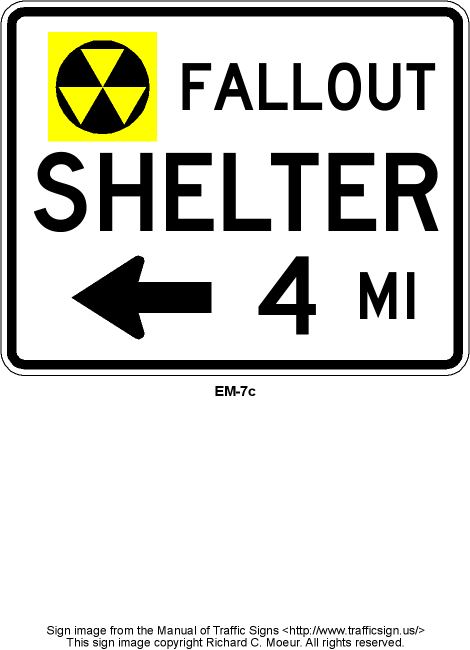 FALLOUT
SHELTER
4 MI
EM-7c
Sign image from the Manual of Traffic Signs <http://www.trafficsign.us/>
This sign image copyright Richard C. Moeur. All rights reserved.